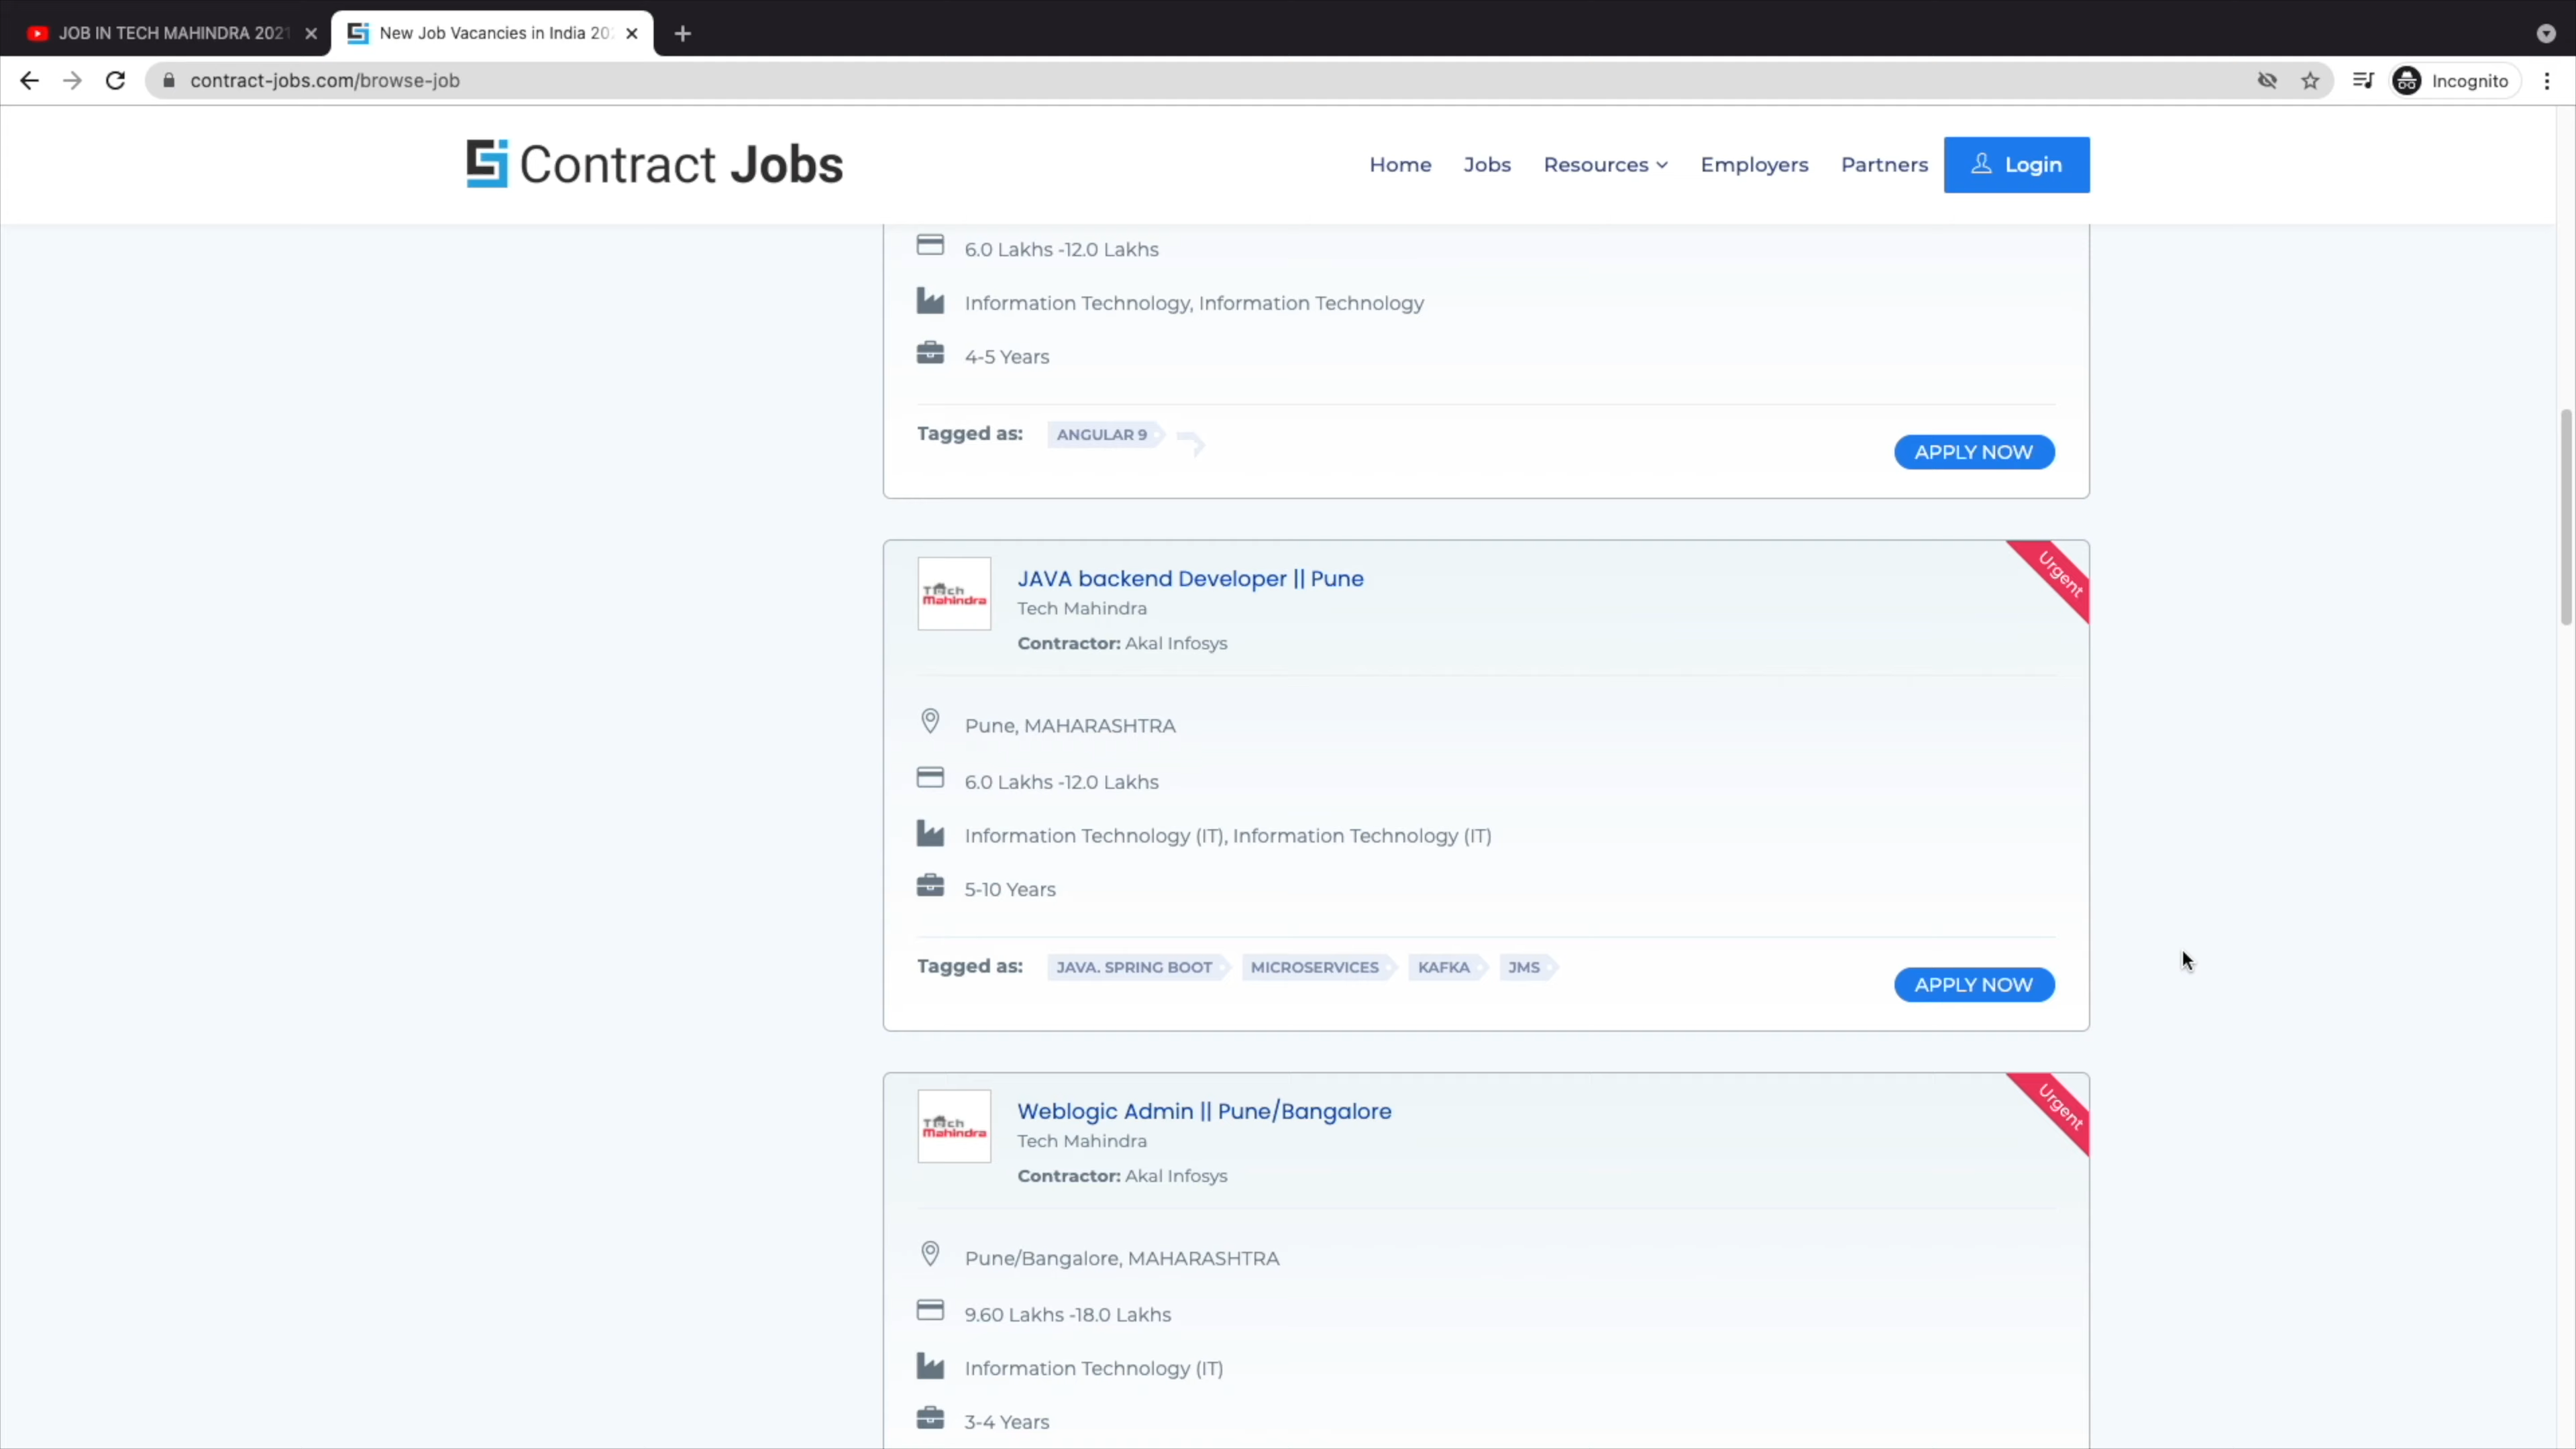 JOB IN TECH MAHINDRA 2021
New Job Vacancies in India 20
contract-jobs.com/browse-job
Incognito
Contract Jobs
Home
Jobs
Resources
Employers
Partners
Login
6.0 Lakhs -12.0 Lakhs
Information Technology, Information Technology
4-5 Years
Tagged as:
ANGULAR 9
APPLY NOW
Tech Mahindra
JAVA backend Developer || Pune
Urgent
Tech Mahindra
Contractor: Akal Infosys
Pune, MAHARASHTRA
6.0 Lakhs -12.0 Lakhs
Information Technology (IT), Information Technology (IT)
5-10 Years
Tagged as:
JAVA. SPRING BOOT
MICROSERVICES
KAFKA
JMS
APPLY NOW
Tech Mahindra
Weblogic Admin || Pune/Bangalore
Urgent
Tech Mahindra
Contractor: Akal Infosys
Pune/Bangalore, MAHARASHTRA
9.60 Lakhs -18.0 Lakhs
Information Technology (IT)
3-4 Years